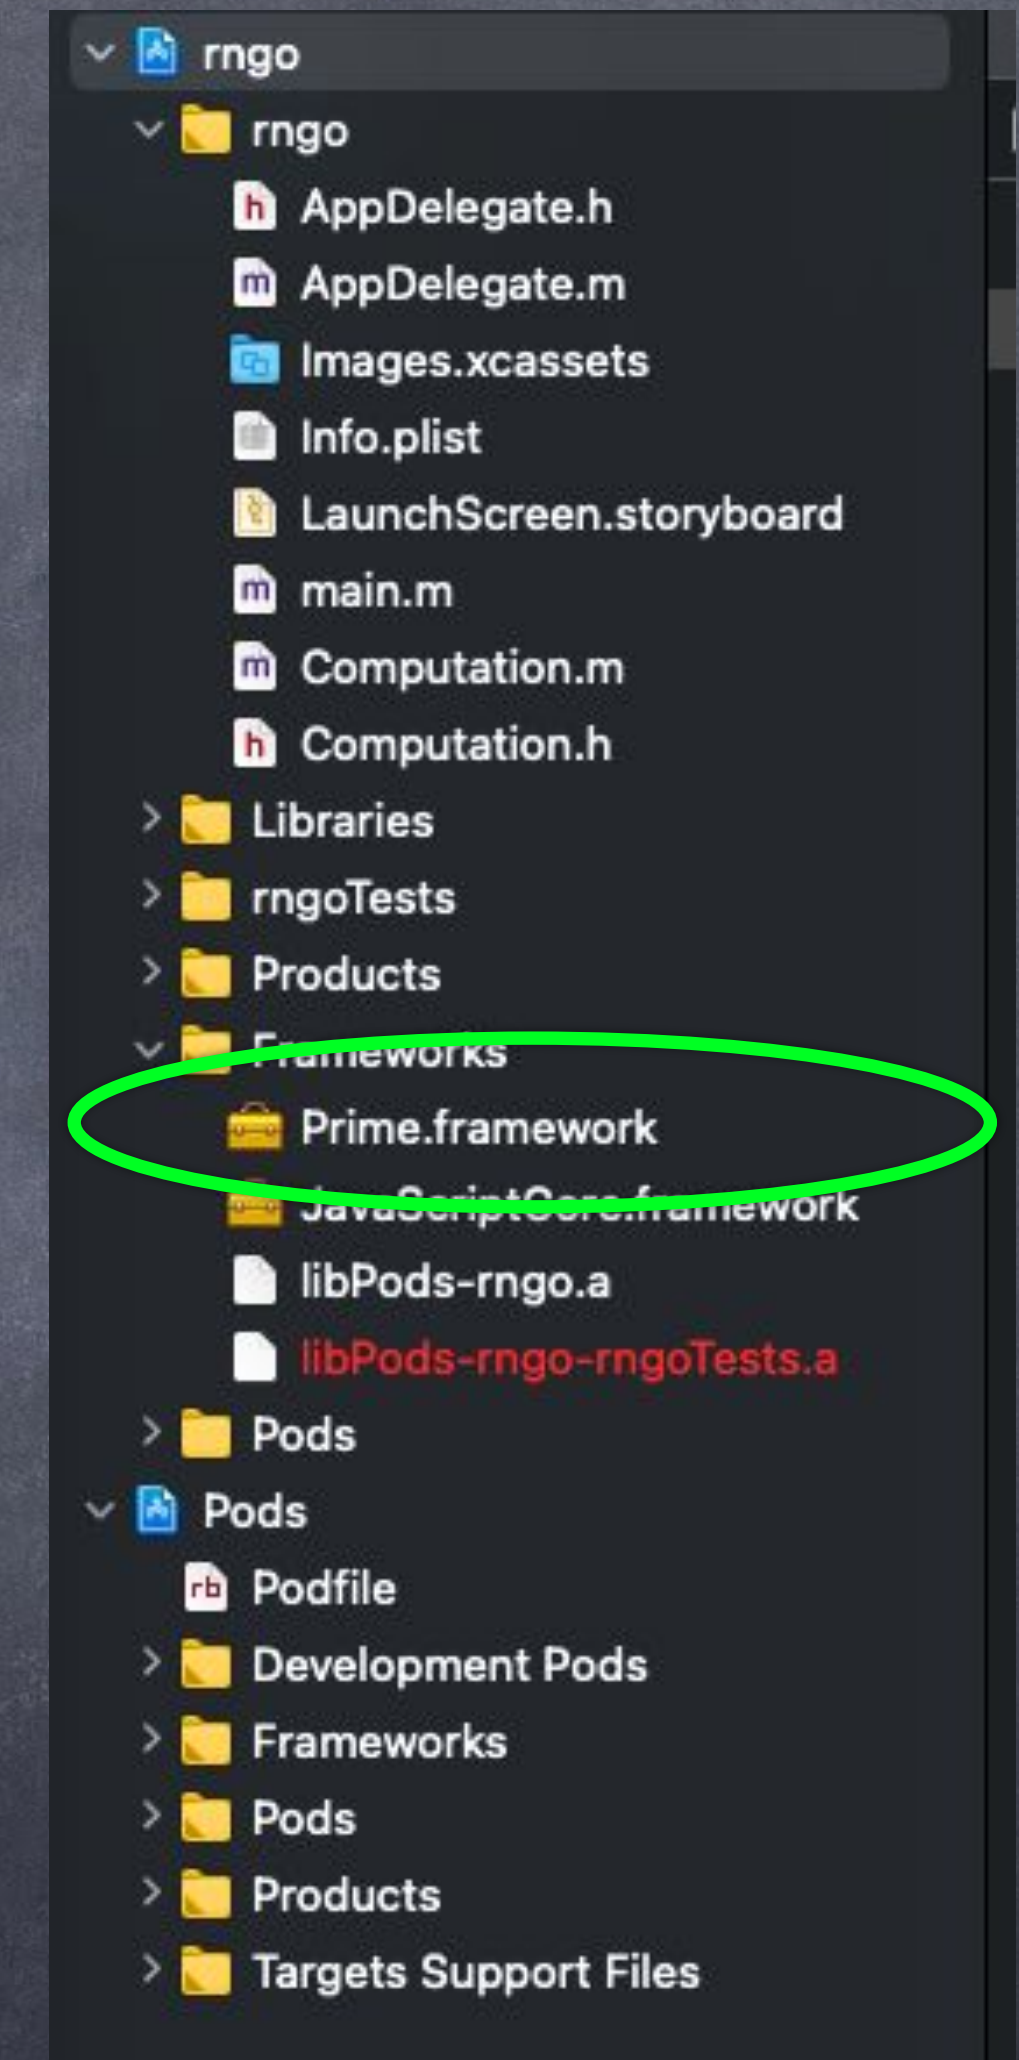 rngo
rngo
h AppDelegate.h
m AppDelegate.m
Images.xcassets
Info.plist
LaunchScreen.storyboard
m main.m
m Computation.m
h Computation.h
Libraries
rngoTests
Products
Frameworks
Prime.framework
JavaScriptCore.framework
libPods-rngo.a
libPods-rngo-rngoTests.a
Pods
Pods
rb Podfile
Development Pods
Frameworks
Pods
Products
Targets Support Files